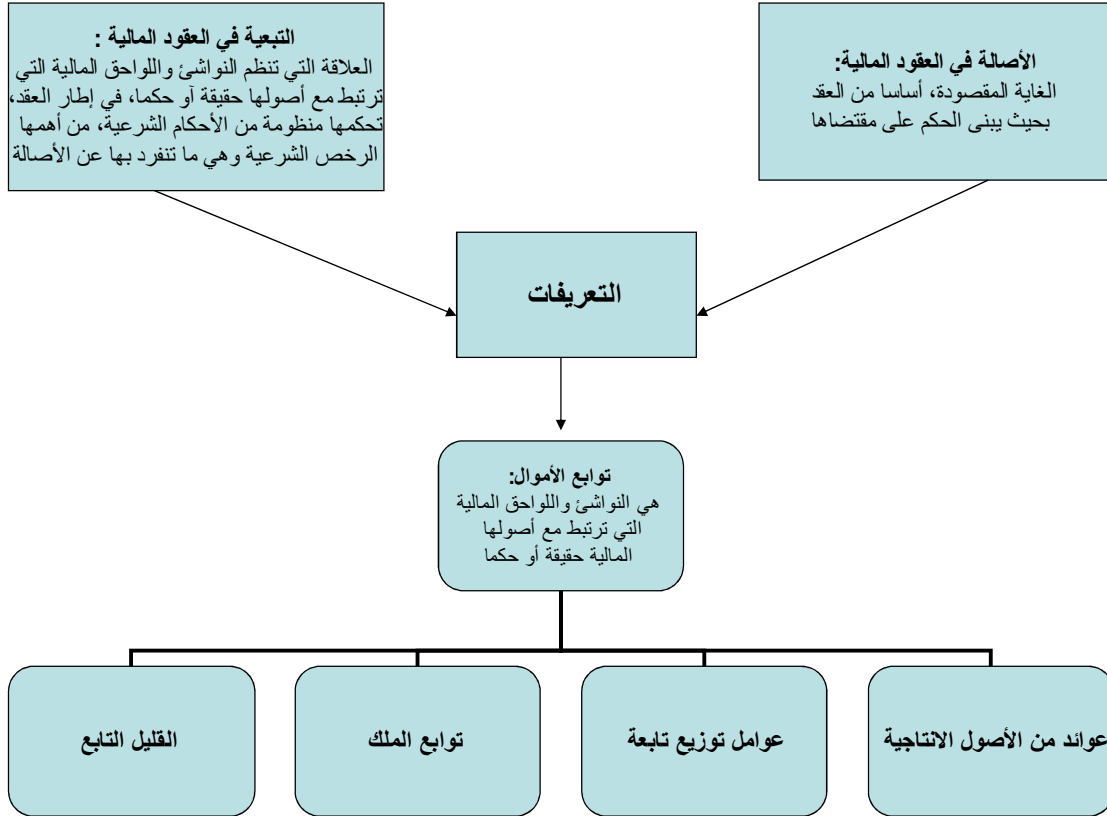 الأصالة في العقود المالية:
الغاية المقصودة، أساسا من العقد
بحيث يبنى الحكم على مقتضاها
التبعية في العقود المالية :
العلاقة التي تنظم النواشئ واللواحق المالية التي
ترتبط مع أصولها حقيقة أو حكما، في إطار العقد،
تحكمها منظومة من الأحكام الشرعية، من أهمها
الرخص الشرعية وهي ما تنفرد بها عن الأصالة
التعريفات
توابع الأموال:
هي النواشئ واللواحق المالية
التي ترتبط مع أصولها
المالية حقيقة أو حكما
عوائد من الأصول الانتاجية
عوامل توزيع تابعة
توابع الملك
القليل التابع